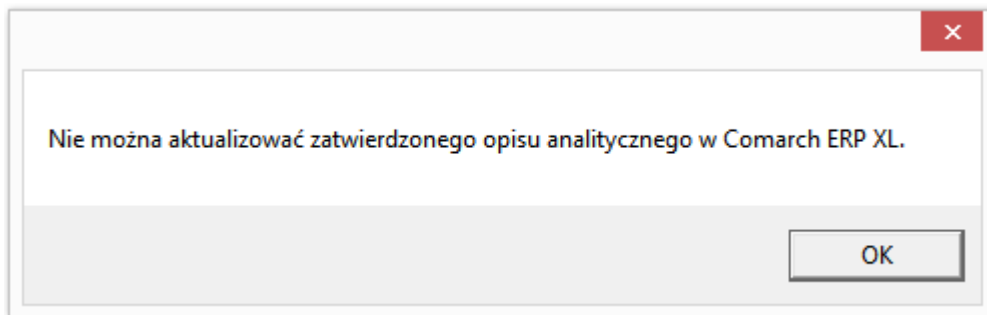 Nie można aktualizować zatwierdzonego opisu analitycznego w Comarch ERP XL.
OK